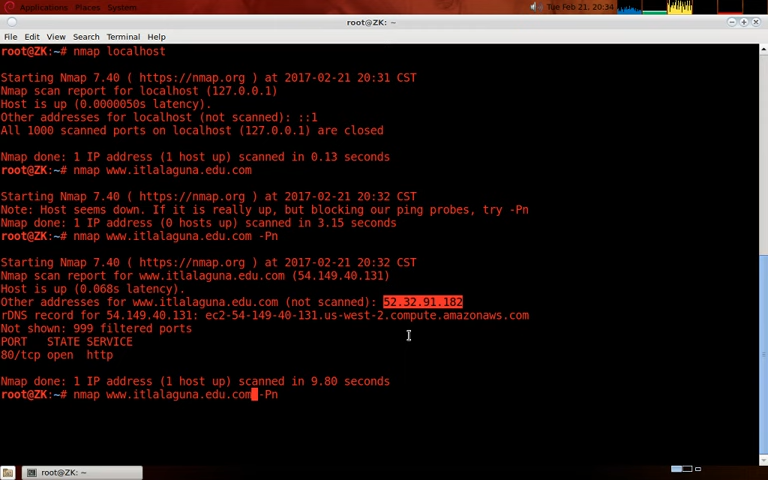 Applications Places System
Tue Feb 21, 20:34
root@ZK: ~
File Edit View Search Terminal Help
root@ZK:~# nmap localhost
Starting Nmap 7.40 ( https://nmap.org ) at 2017-02-21 20:31 CST
Nmap scan report for localhost (127.0.0.1)
Host is up (0.0000050s latency).
Other addresses for localhost (not scanned): ::1
All 1000 scanned ports on localhost (127.0.0.1) are closed
Nmap done: 1 IP address (1 host up) scanned in 0.13 seconds
root@ZK:~# nmap www.itlalaguna.edu.com
Starting Nmap 7.40 ( https://nmap.org ) at 2017-02-21 20:32 CST
Note: Host seems down. If it is really up, but blocking our ping probes, try -Pn
Nmap done: 1 IP address (0 hosts up) scanned in 3.15 seconds
root@ZK:~# nmap www.itlalaguna.edu.com -Pn
Starting Nmap 7.40 ( https://nmap.org ) at 2017-02-21 20:32 CST
Nmap scan report for www.itlalaguna.edu.com (54.149.40.131)
Host is up (0.068s latency).
Other addresses for www.itlalaguna.edu.com (not scanned): 52.32.91.182
rDNS record for 54.149.40.131: ec2-54-149-40-131.us-west-2.compute.amazonaws.com
Not shown: 999 filtered ports
PORT   STATE SERVICE
80/tcp open  http
Nmap done: 1 IP address (1 host up) scanned in 9.80 seconds
root@ZK:~# nmap www.itlalaguna.edu.com -Pn
root@ZK: ~